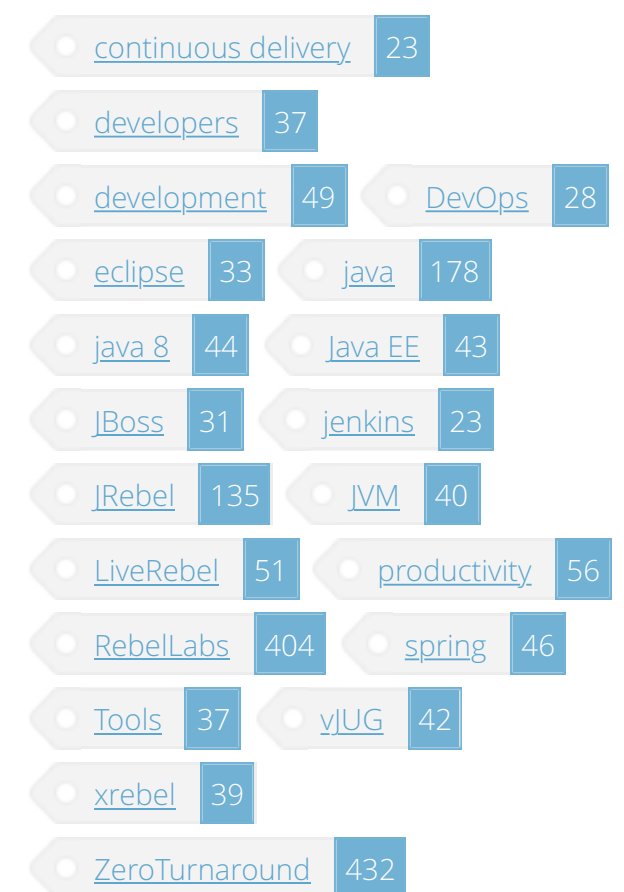 continuous delivery 23
developers 37
development 49 DevOps 28
eclipse 33 java 178
java 8 44 Java EE 43
JBoss 31 jenkins 23
JRebel 135 JVM 40
LiveRebel 51 productivity 56
RebelLabs 404 spring 46
Tools 37 vJUG 42
xrebel 39
ZeroTurnaround 432